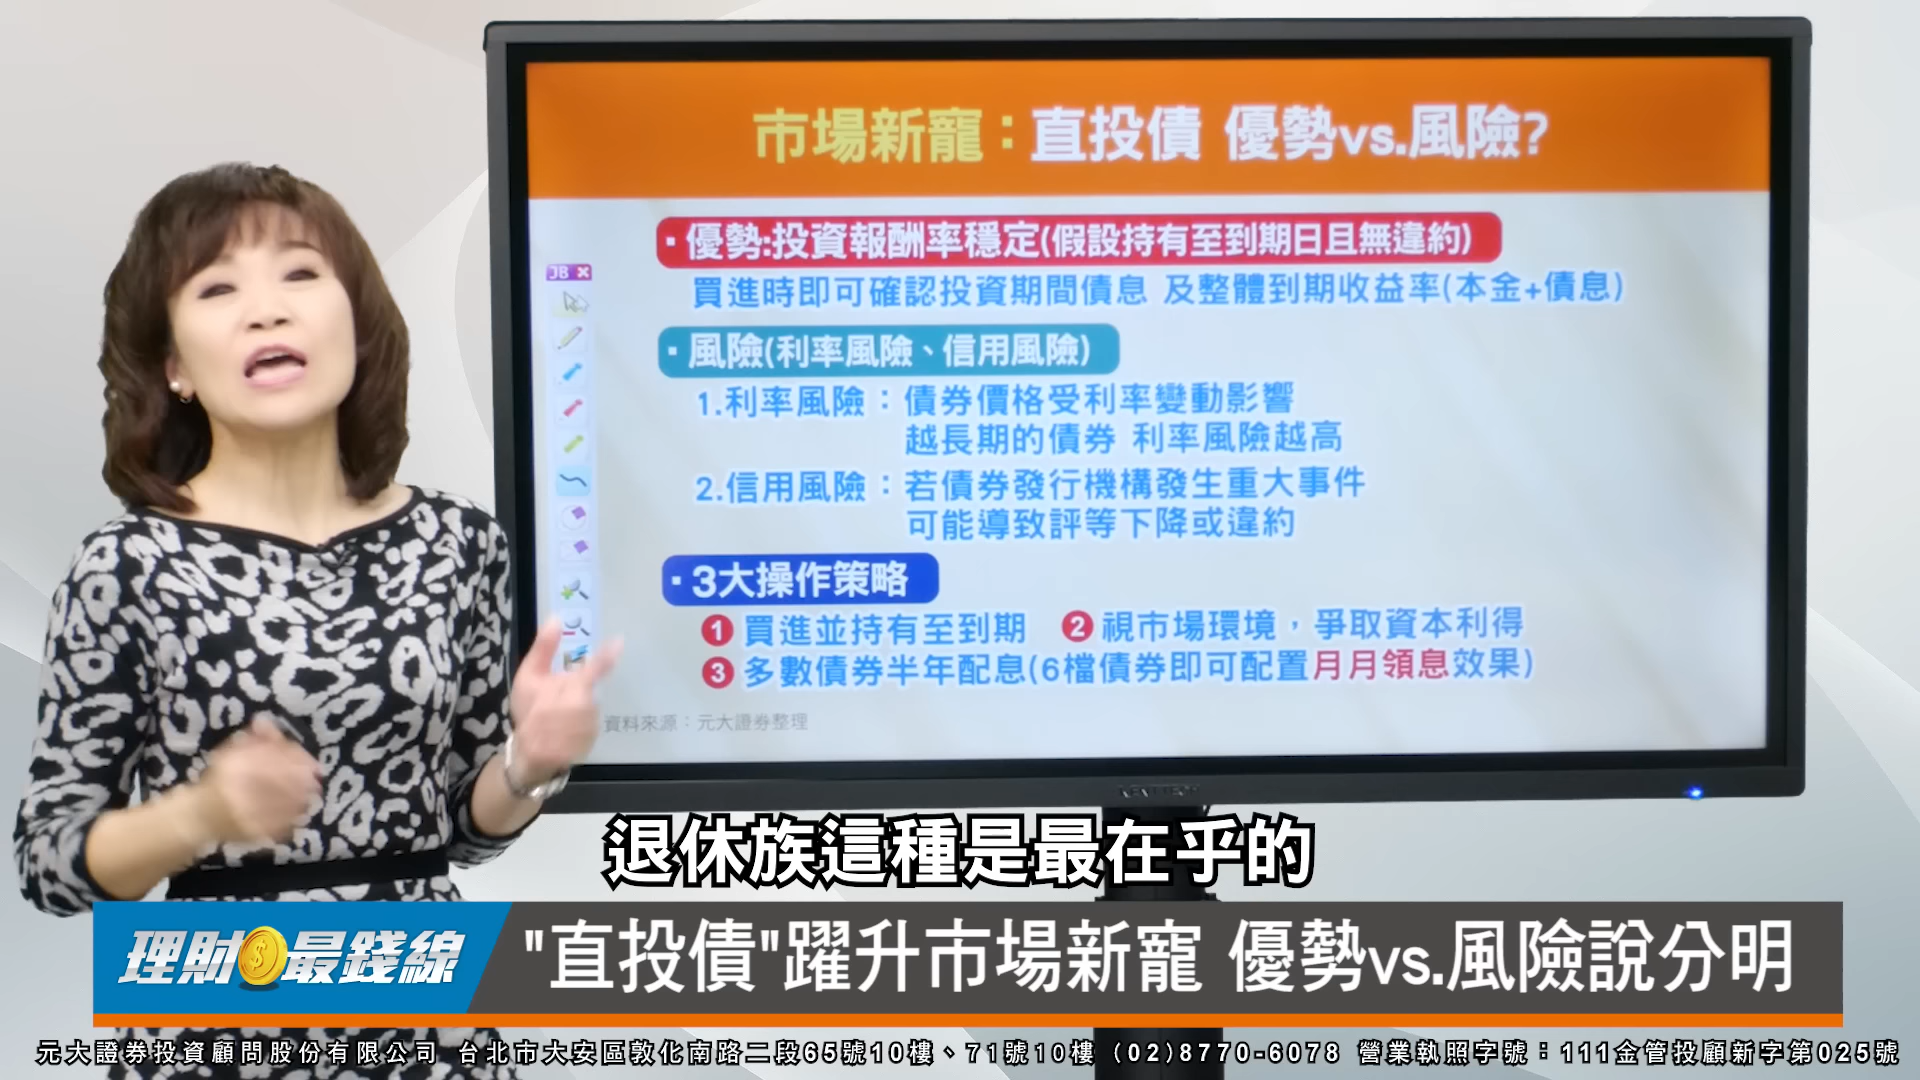 市場新寵：直投債 優勢vs.風險?
▪優勢:投資報酬率穩定(假設持有至到期日且無違約)
JB
買進時即可確認投資期間債息 及整體到期收益率(本金+債息)
▪風險(利率風險、信用風險)
1.利率風險：債券價格受利率變動影響
越長期的債券 利率風險越高
2.信用風險：若債券發行機構發生重大事件
可能導致評等下降或違約
▪3大操作策略
1 買進並持有至到期 2 視市場環境，爭取資本利得
3 多數債券半年配息(6檔債券即可配置月月領息效果)
資料來源：元大證券整理
退休族這種是最在乎的
理財$最錢線
"直投債"躍升市場新寵 優勢vs.風險說分明
元大證券投資顧問股份有限公司 台北市大安區敦化南路二段65號10樓、71號10樓 (02)8770-6078 營業執照字號：111金管投顧新字第025號